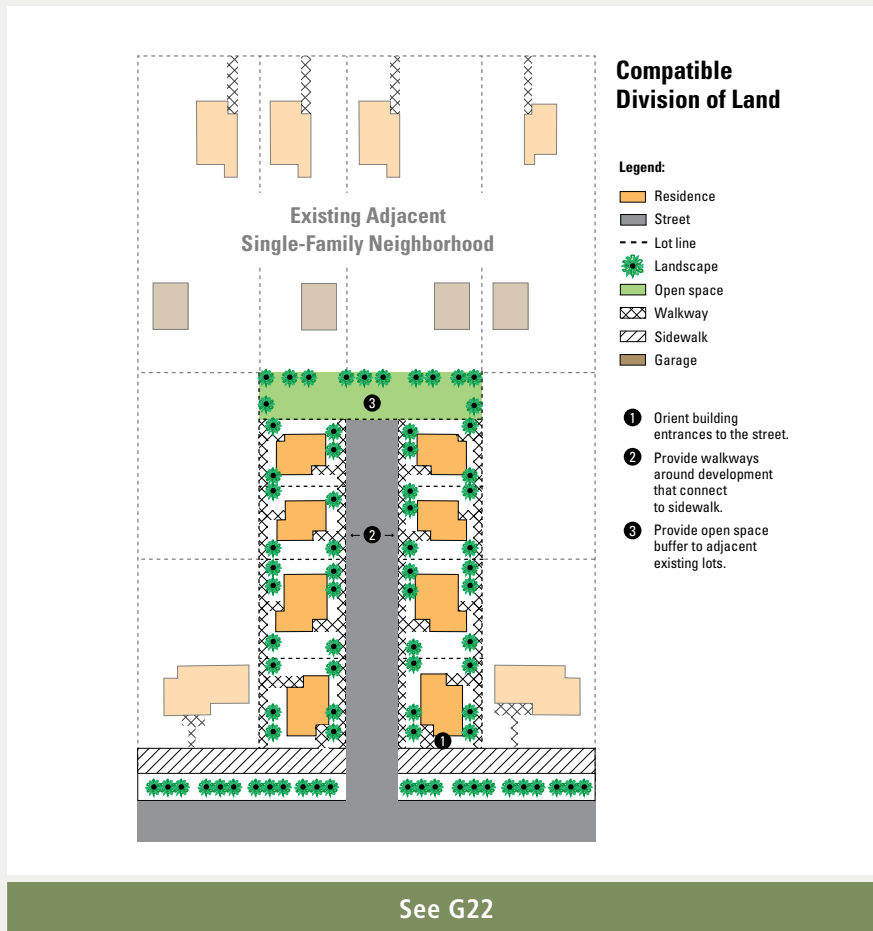 Compatible
Division of Land
Legend:
Residence
Street
Lot line
Landscape
Open space
Walkway
Sidewalk
Garage
1 Orient building
entrances to the street.
2 Provide walkways
around development
that connect
to sidewalk.
3 Provide open space
buffer to adjacent
existing lots.
Existing Adjacent
Single-Family Neighborhood
3
2
1
See G22